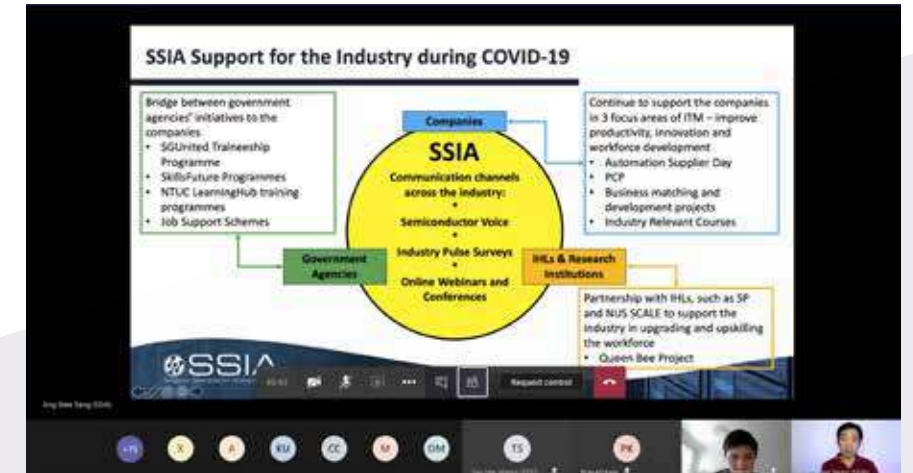 SSIA Support for the Industry during COVID-19
Bridge between government
agencies' initiatives to the
companies
• SGUnited Traineeship
Programme
• SkillsFuture Programmes
• NTUC LearningHub training
programmes
• Job Support Schemes
Government
Agencies
Companies
SSIA
Communication channels
across the industry:
•
Semiconductor Voice
•
Industry Pulse Surveys
•
Online Webinars and
Conferences
Continue to support the companies
in 3 focus areas of ITM – improve
productivity, innovation and
workforce development
• Automation Supplier Day
• PCP
• Business matching and
development projects
• Industry Relevant Courses
IHLs & Research
Institutions
Partnership with IHLs, such as SP
and NUS SCALE to support the
industry in upgrading and upskilling
the workforce
• Queen Bee Project
SSIA
Request control
X
A
KU
CC
M
OM
TS
PK